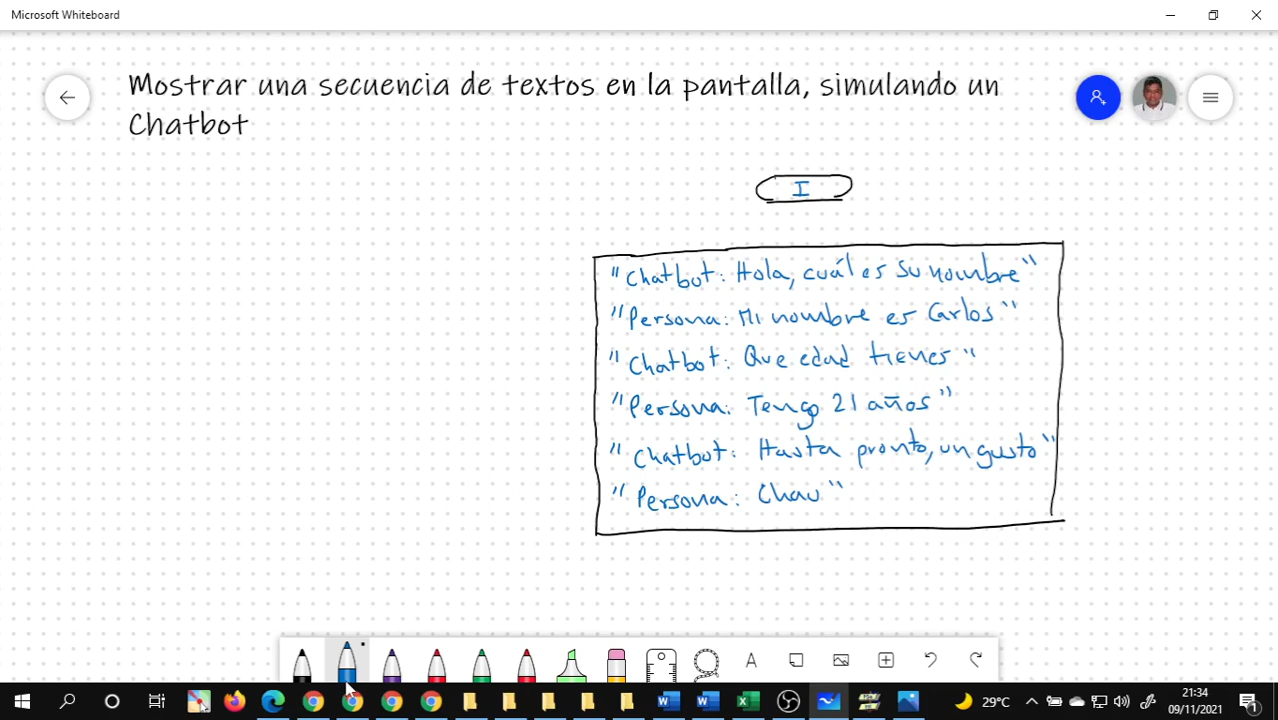 Microsoft Whiteboard
Mostrar una secuencia de textos en la pantalla, simulando un
Chatbot
I
"Chatbot: Hola, cuál es su nombre"
"Persona: Mi nombre es Carlos"
"Chatbot: Que edad tienes"
"Persona: Tengo 21 años"
"Chatbot: Hasta pronto, un gusto"
"Persona: Chau"
A
29°C
21:34
09/11/2021
1